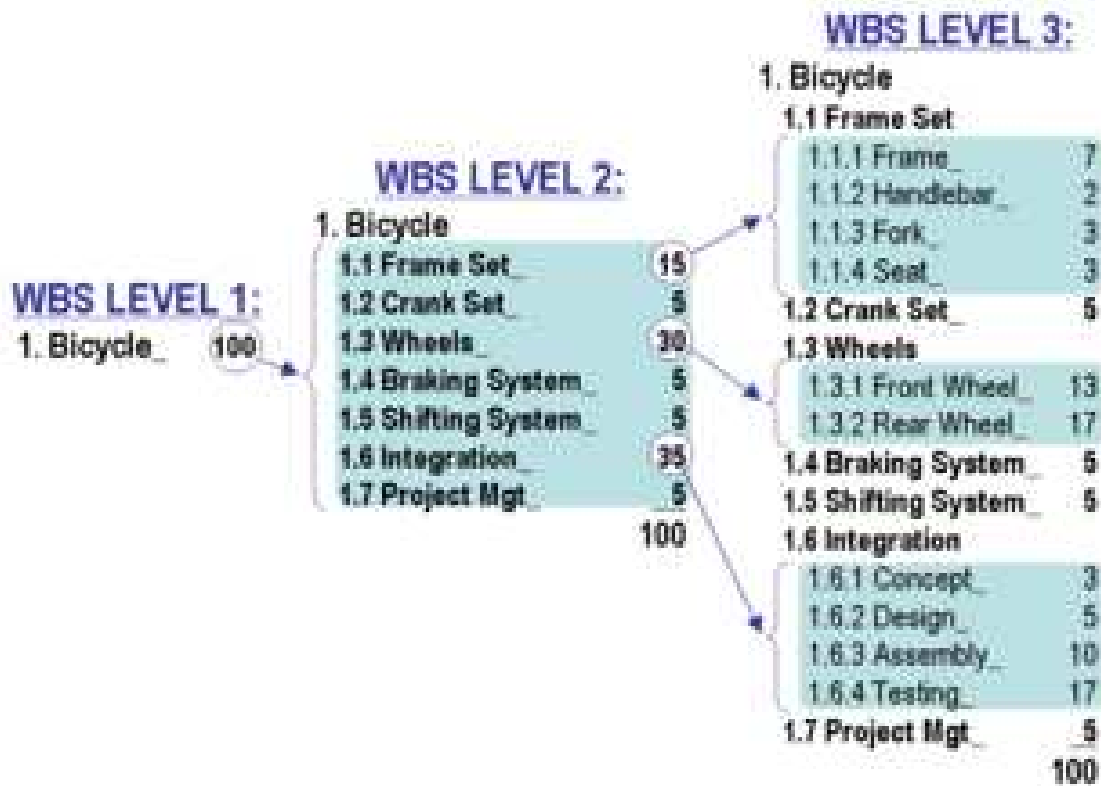 WBS LEVEL 1:
1. Bicycle_ 100
WBS LEVEL 2:
1. Bicycle
1.1 Frame Set_ 15
1.2 Crank Set_ 5
1.3 Wheels_ 30
1.4 Braking System_ 5
1.5 Shifting System_ 5
1.6 Integration_ 35
1.7 Project Mgt_ 5
100
WBS LEVEL 3:
1. Bicycle
1.1 Frame Set
1.1.1 Frame_ 7
1.1.2 Handlebar_ 2
1.1.3 Fork_ 3
1.1.4 Seat_ 3
1.2 Crank Set_ 5
1.3 Wheels
1.3.1 Front Wheel_ 13
1.3.2 Rear Wheel_ 17
1.4 Braking System_ 5
1.5 Shifting System_ 5
1.6 Integration
1.6.1 Concept_ 3
1.6.2 Design_ 5
1.6.3 Assembly_ 10
1.6.4 Testing_ 17
1.7 Project Mgt_ 5
100